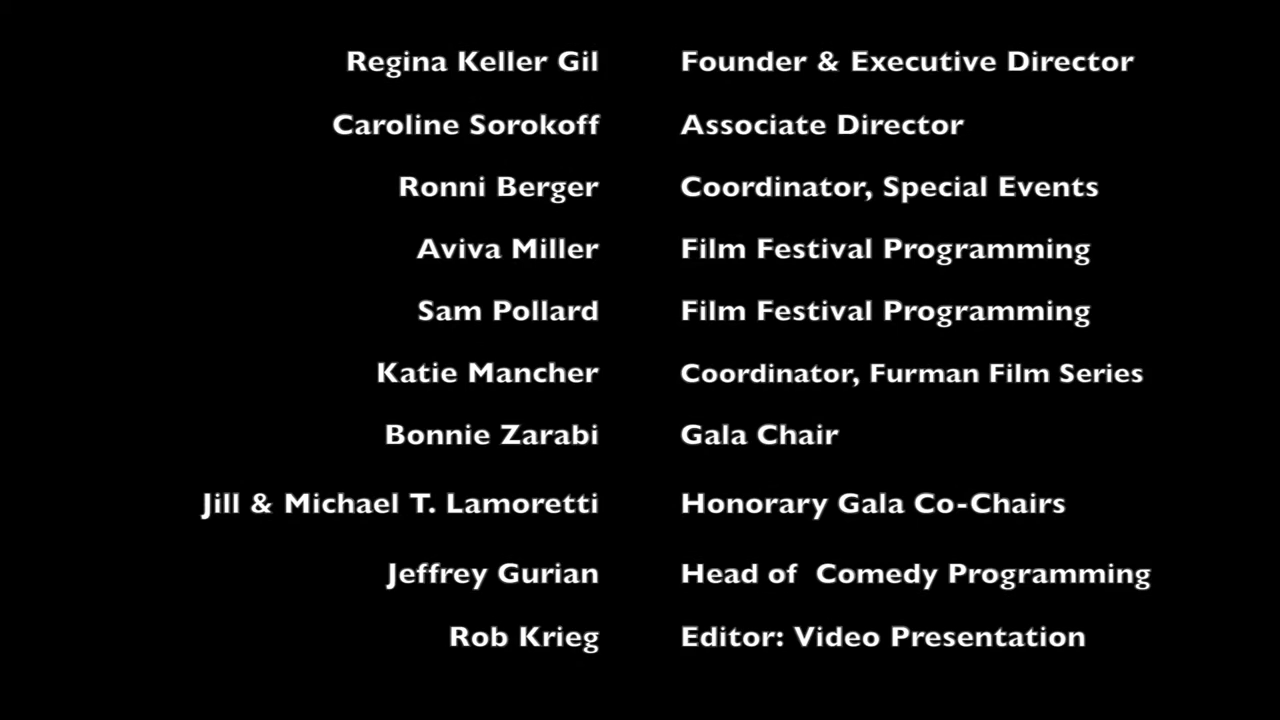 Regina Keller Gil Founder & Executive Director
Caroline Sorokoff Associate Director
Ronni Berger Coordinator, Special Events
Aviva Miller Film Festival Programming
Sam Pollard Film Festival Programming
Katie Mancher Coordinator, Furman Film Series
Bonnie Zarabi Gala Chair
Jill & Michael T. Lamoretti Honorary Gala Co-Chairs
Jeffrey Gurian Head of Comedy Programming
Rob Krieg Editor: Video Presentation